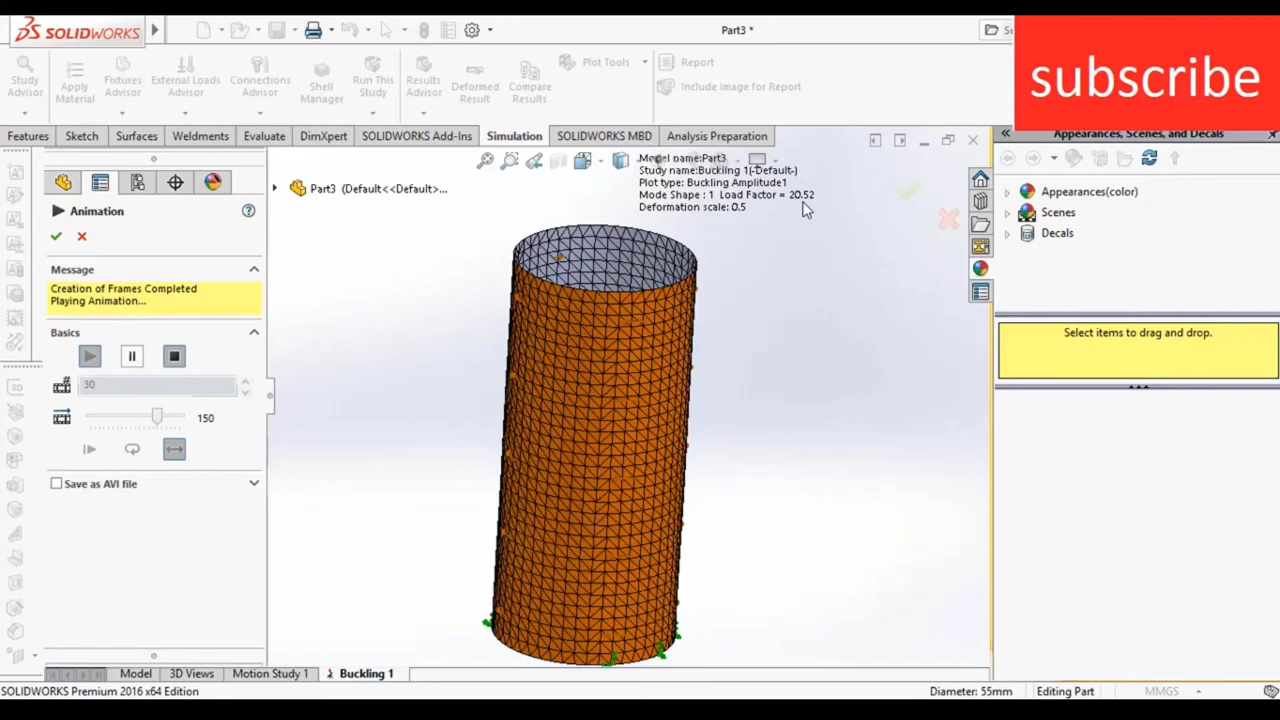 SOLIDWORKS
Part3 *
subscribe
Study Advisor
Apply Material
Fixtures Advisor
External Loads Advisor
Connections Advisor
Shell Manager
Run This Study
Results Advisor
Deformed Result
Compare Results
Plot Tools
Report
Include Image for Report
Features Sketch Surfaces Weldments Evaluate DimXpert SOLIDWORKS Add-Ins Simulation SOLIDWORKS MBD Analysis Preparation
Appearances, Scenes, and Decals
Part3 (Default<<Default>...
Model name:Part3
Study name:Buckling 1(-Default-)
Plot type: Buckling Amplitude1
Mode Shape : 1 Load Factor = 20.52
Deformation scale: 0.5
Animation
Message
Creation of Frames Completed
Playing Animation...
Basics
30
150
Save as AVI file
Appearances(color)
Scenes
Decals
Select items to drag and drop.
Model 3D Views Motion Study 1 Buckling 1
SOLIDWORKS Premium 2016 x64 Edition
Diameter: 55mm Editing Part MMGS